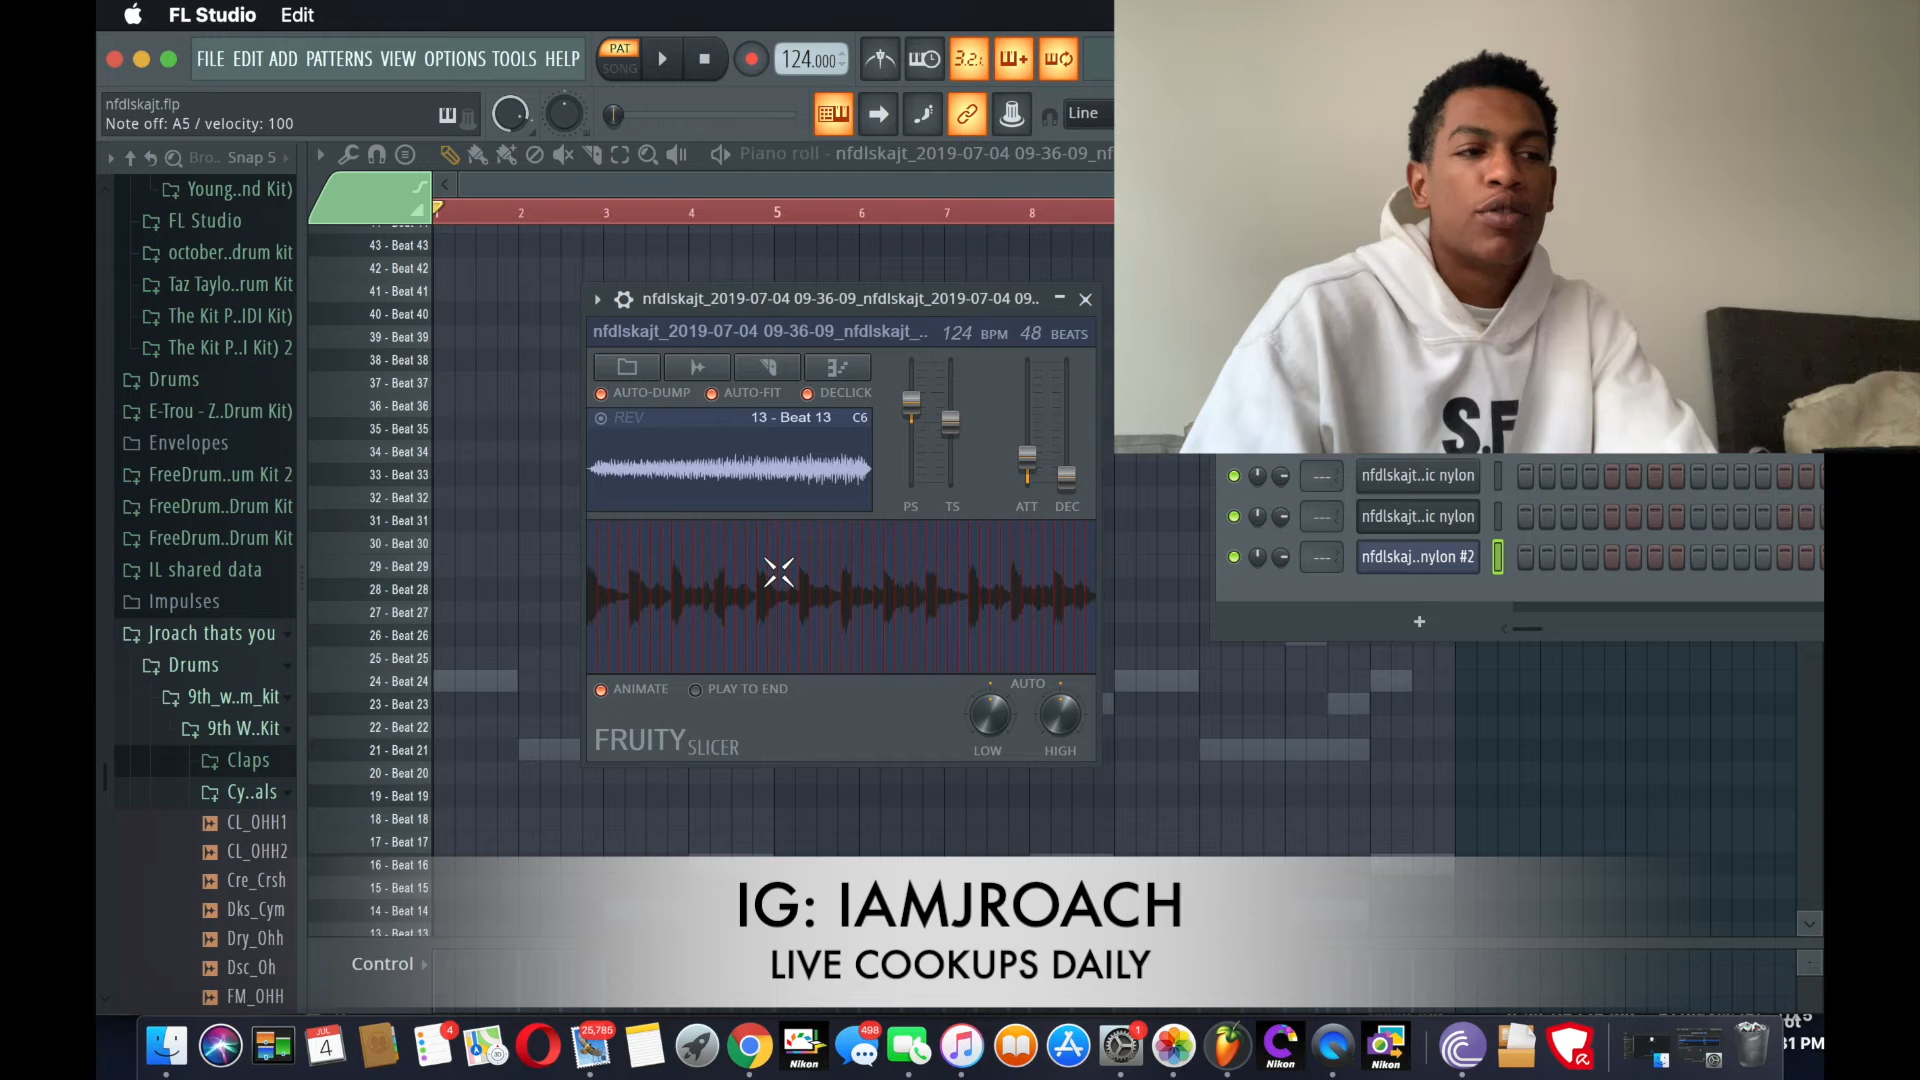 FL Studio Edit
FILE EDIT ADD PATTERNS VIEW OPTIONS TOOLS HELP
PAT
SONG
124.000
nfdlskajt.flp
Note off: A5 / velocity: 100
Line
Bro.. Snap 5
Piano roll - nfdlskajt_2019-07-04 09-36-09_nf
Young..nd Kit)
FL Studio
october..drum kit
Taz Taylo..rum Kit
The Kit P..IDI Kit)
The Kit P..I Kit) 2
Drums
E-Trou - Z..Drum Kit)
Envelopes
FreeDrum..um Kit 2
FreeDrum..Drum Kit
FreeDrum..Drum Kit
IL shared data
Impulses
Jroach thats you
Drums
9th_w..m_kit
9th W..Kit
Claps
Cy..als
CL_OHH1
CL_OHH2
Cre_Crsh
Dks_Cym
Dry_Ohh
Dsc_Oh
FM_OHH
2 3 4 5 6 7 8
43 - Beat 43
42 - Beat 42
41 - Beat 41
40 - Beat 40
39 - Beat 39
38 - Beat 38
37 - Beat 37
36 - Beat 36
35 - Beat 35
34 - Beat 34
33 - Beat 33
32 - Beat 32
31 - Beat 31
30 - Beat 30
29 - Beat 29
28 - Beat 28
27 - Beat 27
26 - Beat 26
25 - Beat 25
24 - Beat 24
23 - Beat 23
22 - Beat 22
21 - Beat 21
20 - Beat 20
19 - Beat 19
18 - Beat 18
17 - Beat 17
16 - Beat 16
15 - Beat 15
14 - Beat 14
13 - Beat 13
Control
nfdlskajt_2019-07-04 09-36-09_nfdlskajt_2019-07-04 09..
nfdlskajt_2019-07-04 09-36-09_nfdlskajt_.. 124 BPM 48 BEATS
AUTO-DUMP AUTO-FIT DECLICK
REV 13 - Beat 13 C6
PS TS ATT DEC
ANIMATE PLAY TO END
AUTO
FRUITY SLICER
LOW HIGH
S.F
nfdlskajt..ic nylon
nfdlskajt..ic nylon
nfdlskaj..nylon #2
IG: IAMJROACH
LIVE COOKUPS DAILY
JUL
4
4
25,785
Nikon
498
1
Nikon
Nikon
31 PM